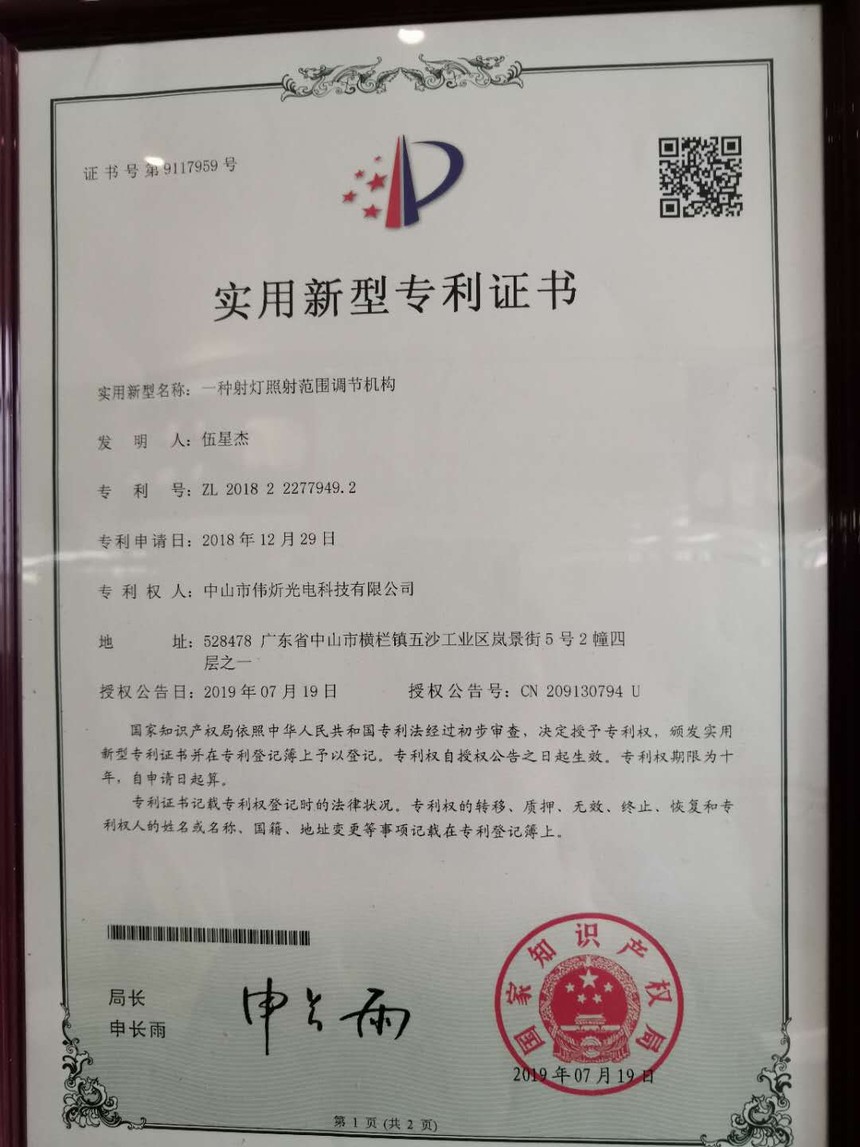 证书号第9117959号
实用新型专利证书
实用新型名称：一种射灯照射范围调节机构
发明人：伍星杰
专利号：ZL 2018 2 2277949.2
专利申请日：2018年12月29日
专利权人：中山市伟炘光电科技有限公司
地址：528478 广东省中山市横栏镇五沙工业区岚景街5号2幢四
层之一
授权公告日：2019年07月19日 授权公告号：CN 209130794 U
国家知识产权局依照中华人民共和国专利法经过初步审查，决定授予专利权，颁发实用
新型专利证书并在专利登记簿上予以登记。专利权自授权公告之日起生效。专利权期限为十
年，自申请日起算。
专利证书记载专利权登记时的法律状况。专利权的转移、质押、无效、终止、恢复和专
利权人的姓名或名称、国籍、地址变更等事项记载在专利登记簿上。
局长
申长雨
申长雨
国家知识产权局
2019年07月19日
第 1 页 (共 2 页)